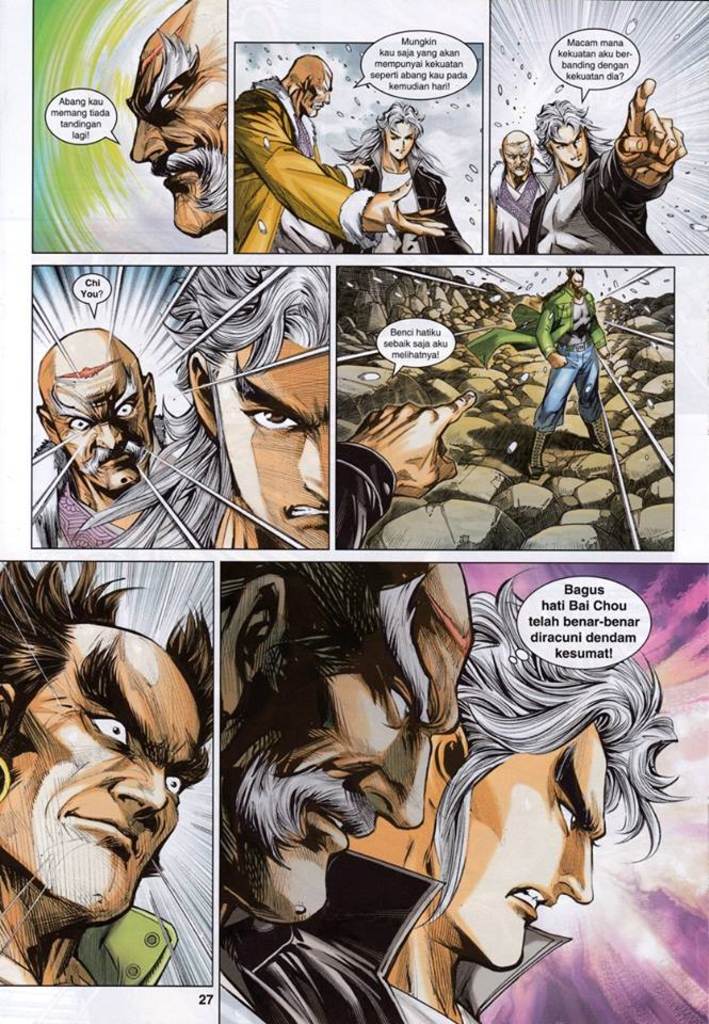 Abang kau
memang tiada
tandingan
lagi!
Mungkin
kau saja yang akan
mempunyai kekuatan
seperti abang kau pada
kemudian hari!
Macam mana
kekuatan aku ber-
banding dengan
kekuatan dia?
Chi
You?
Benci hatiku
sebaik saja aku
melihatnya!
Bagus
hati Bai Chou
telah benar-benar
diracuni dendam
kesumat!
27